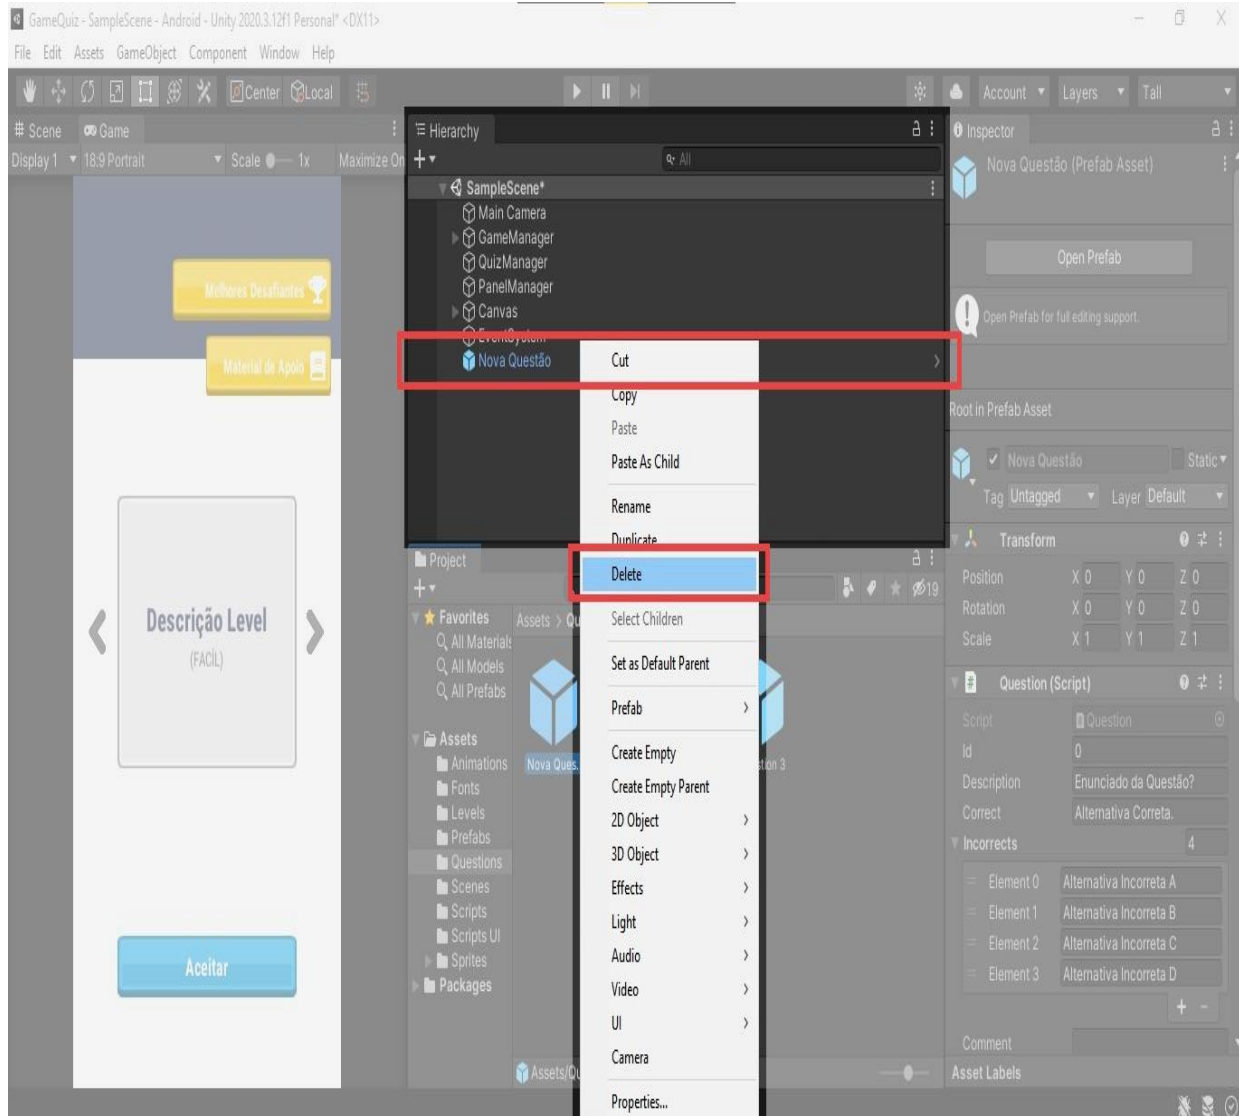 GameQuiz - SampleScene - Android - Unity 2020.3.12f1 Personal* <DX11>
File Edit Assets GameObject Component Window Help
Center Local
Account Layers Tall
Scene Game
Display 1 18:9 Portrait Scale 1x Maximize On
Melhores Desafiantes
Material de Apoio
Descrição Level
(FACÍL)
Aceitar
Hierarchy
All
SampleScene*
Main Camera
GameManager
QuizManager
PanelManager
Canvas
EventSystem
Nova Questão
Cut
Copy
Paste
Paste As Child
Rename
Duplicate
Delete
Select Children
Set as Default Parent
Prefab
Create Empty
Create Empty Parent
2D Object
3D Object
Effects
Light
Audio
Video
UI
Camera
Properties...
Project
19
Favorites
All Materials
All Models
All Prefabs
Assets
Animations
Fonts
Levels
Prefabs
Questions
Scenes
Scripts
Scripts UI
Sprites
Packages
Assets > Qu
Nova Ques.
stion 3
Assets/Qu
Inspector
Nova Questão (Prefab Asset)
Open Prefab
Open Prefab for full editing support.
Root in Prefab Asset
Nova Questão Static
Tag Untagged Layer Default
Transform
Position X 0 Y 0 Z 0
Rotation X 0 Y 0 Z 0
Scale X 1 Y 1 Z 1
Question (Script)
Script Question
Id 0
Description Enunciado da Questão?
Correct Alternativa Correta.
Incorrects 4
Element 0 Alternativa Incorreta A
Element 1 Alternativa Incorreta B
Element 2 Alternativa Incorreta C
Element 3 Alternativa Incorreta D
+ -
Comment
Asset Labels